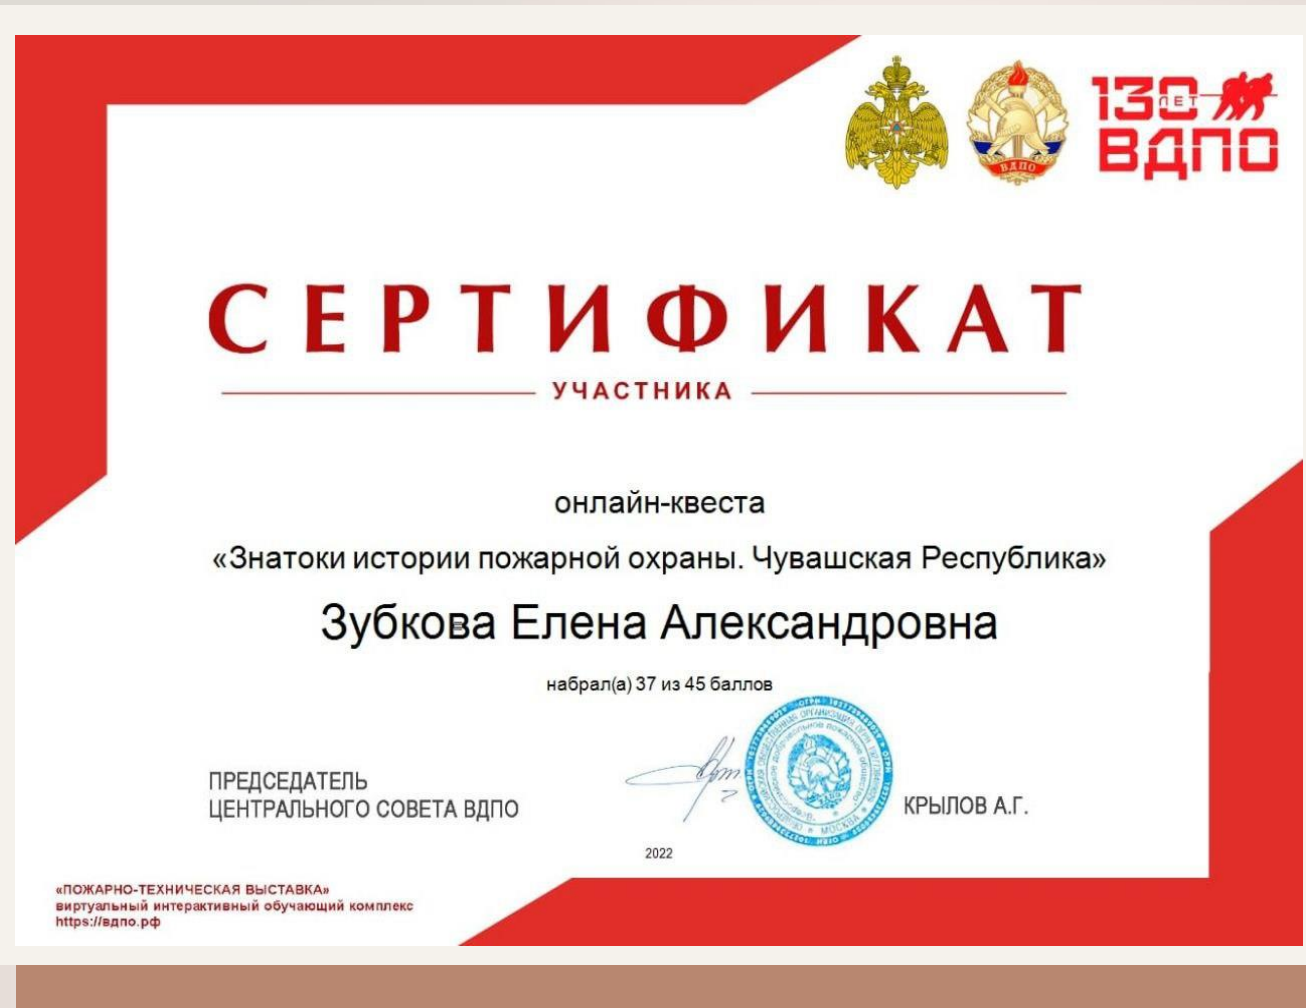 130
ЛЕТ
ВДПО
ВДПО
СЕРТИФИКАТ
УЧАСТНИКА
онлайн-квеста
«Знатоки истории пожарной охраны. Чувашская Республика»
Зубкова Елена Александровна
набрал(а) 37 из 45 баллов
ПРЕДСЕДАТЕЛЬ
ЦЕНТРАЛЬНОГО СОВЕТА ВДПО
КРЫЛОВ А.Г.
МОСКВА
2022
«ПОЖАРНО-ТЕХНИЧЕСКАЯ ВЫСТАВКА»
виртуальный интерактивный обучающий комплекс
https://вдпо.рф